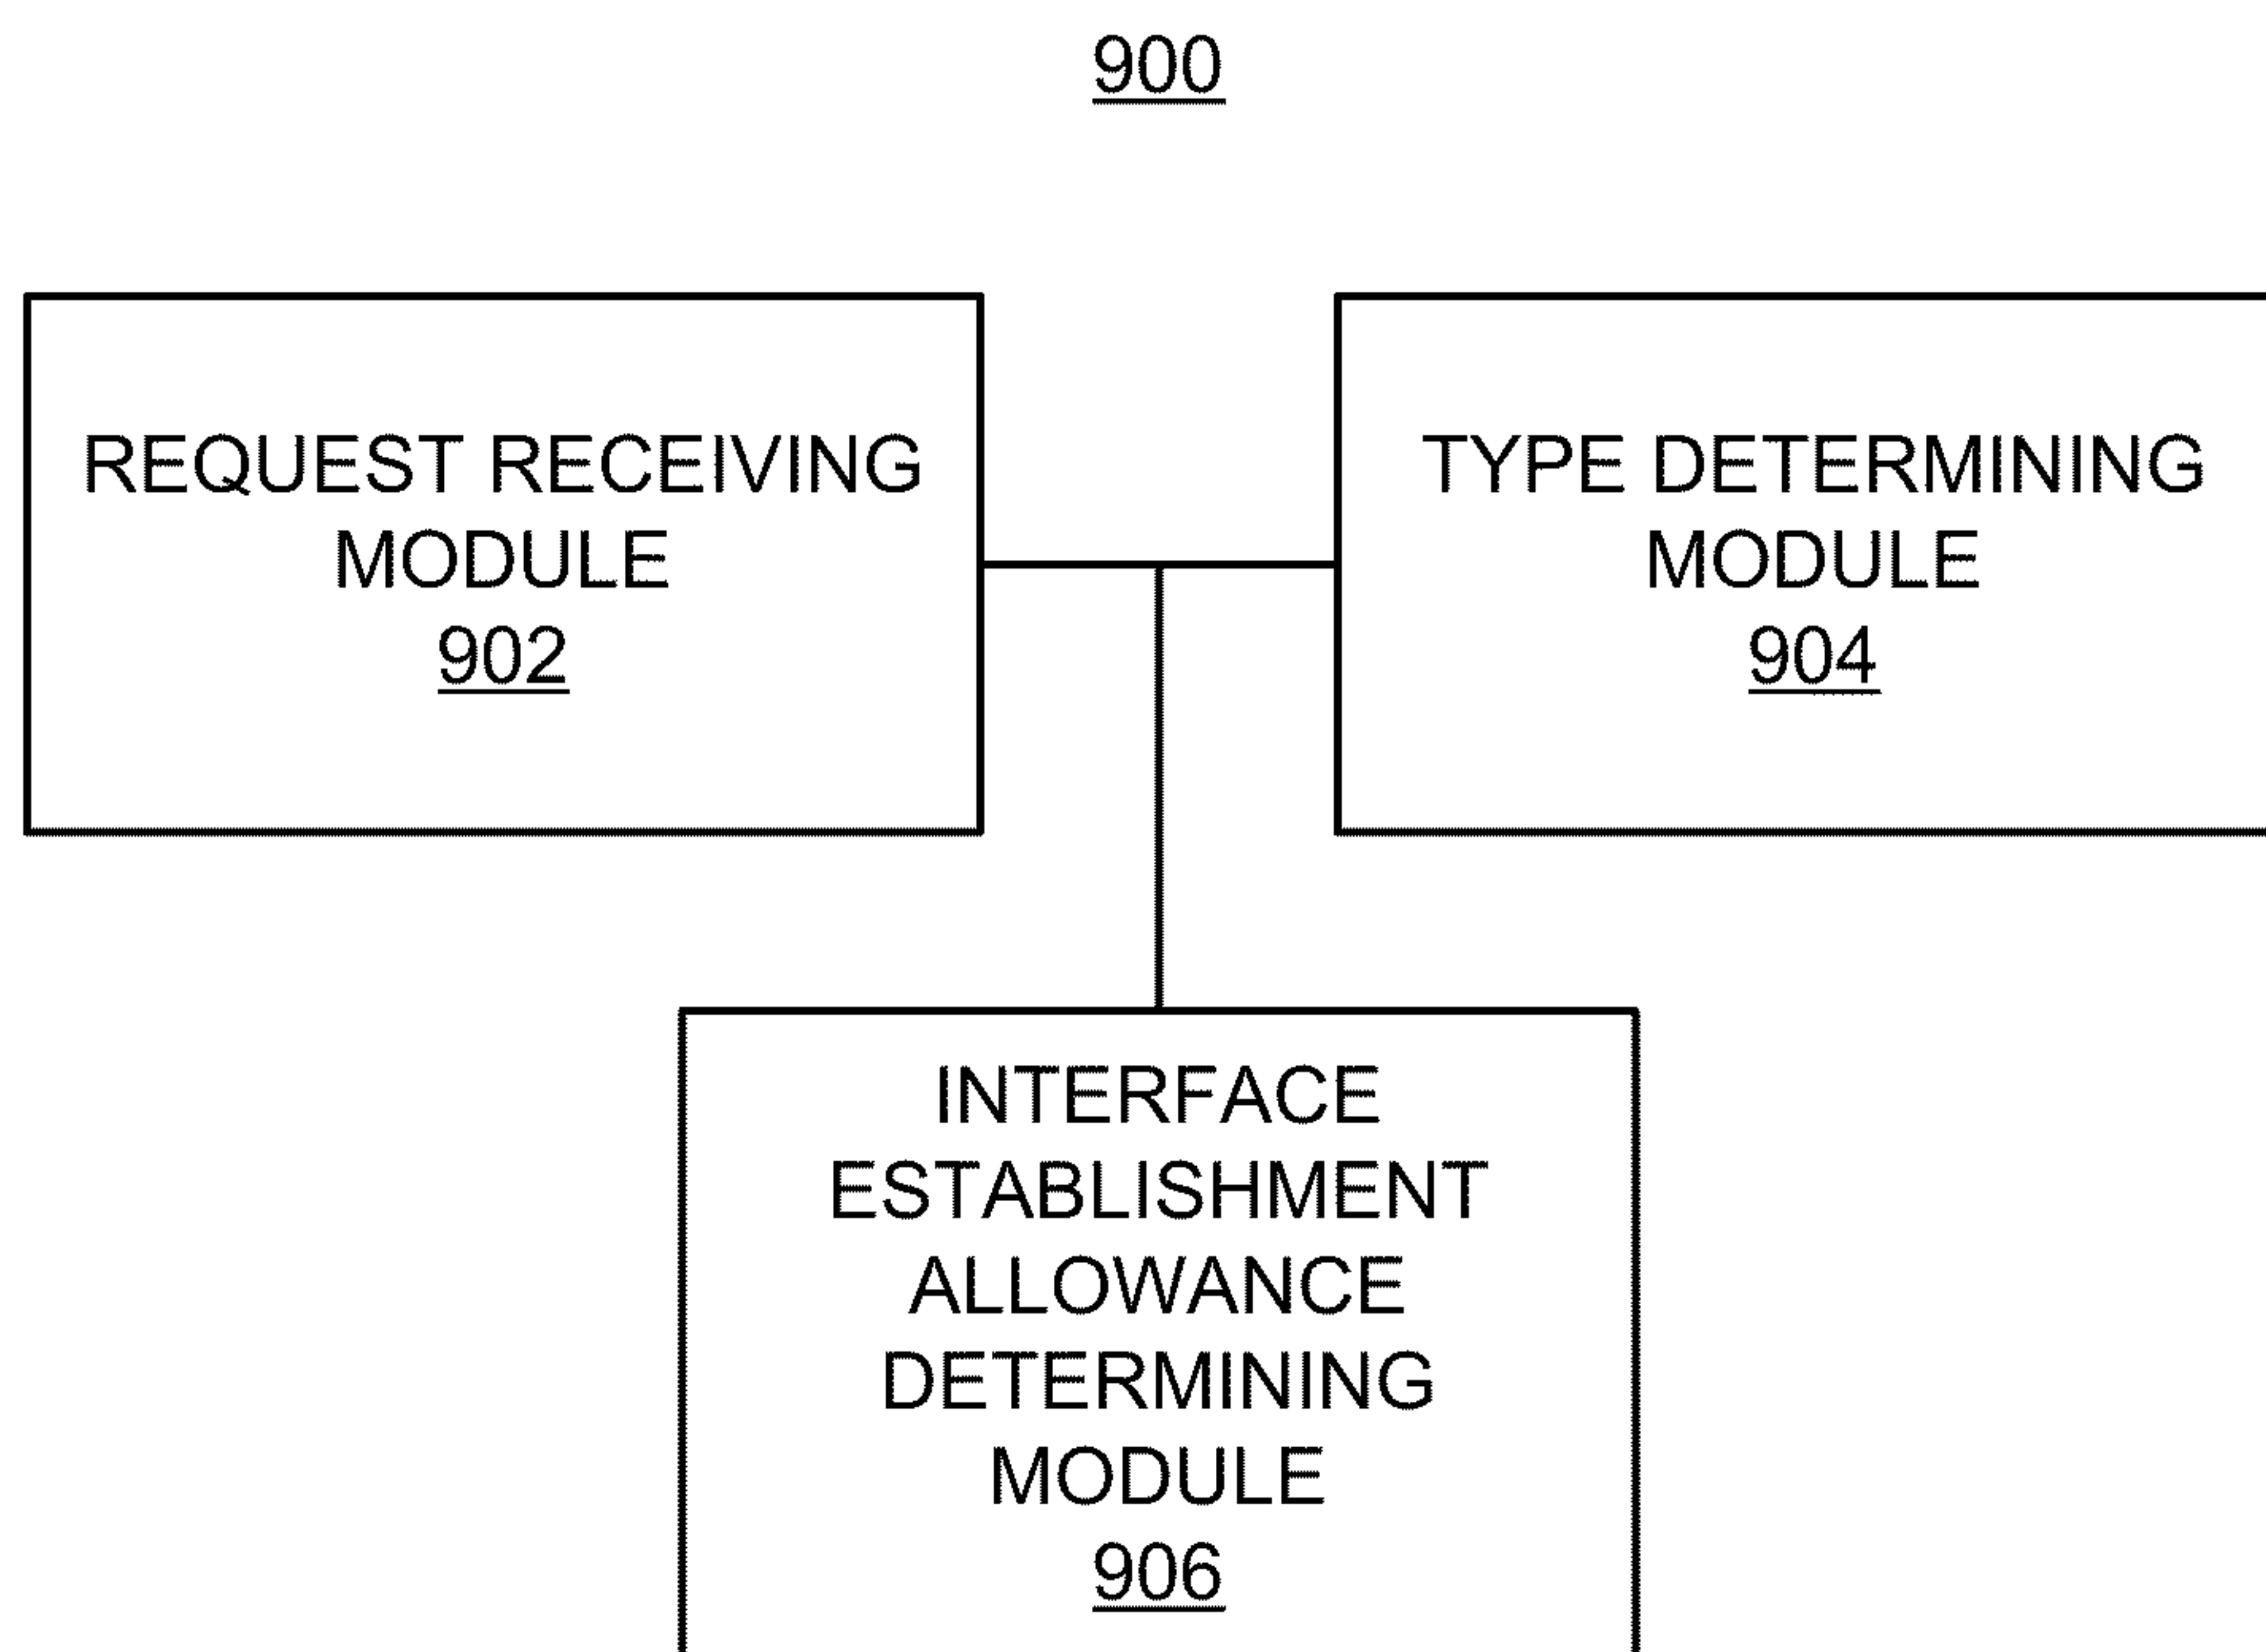 900
REQUEST RECEIVING
MODULE
902
TYPE DETERMINING
MODULE
904
INTERFACE
ESTABLISHMENT
ALLOWANCE
DETERMINING
MODULE
906